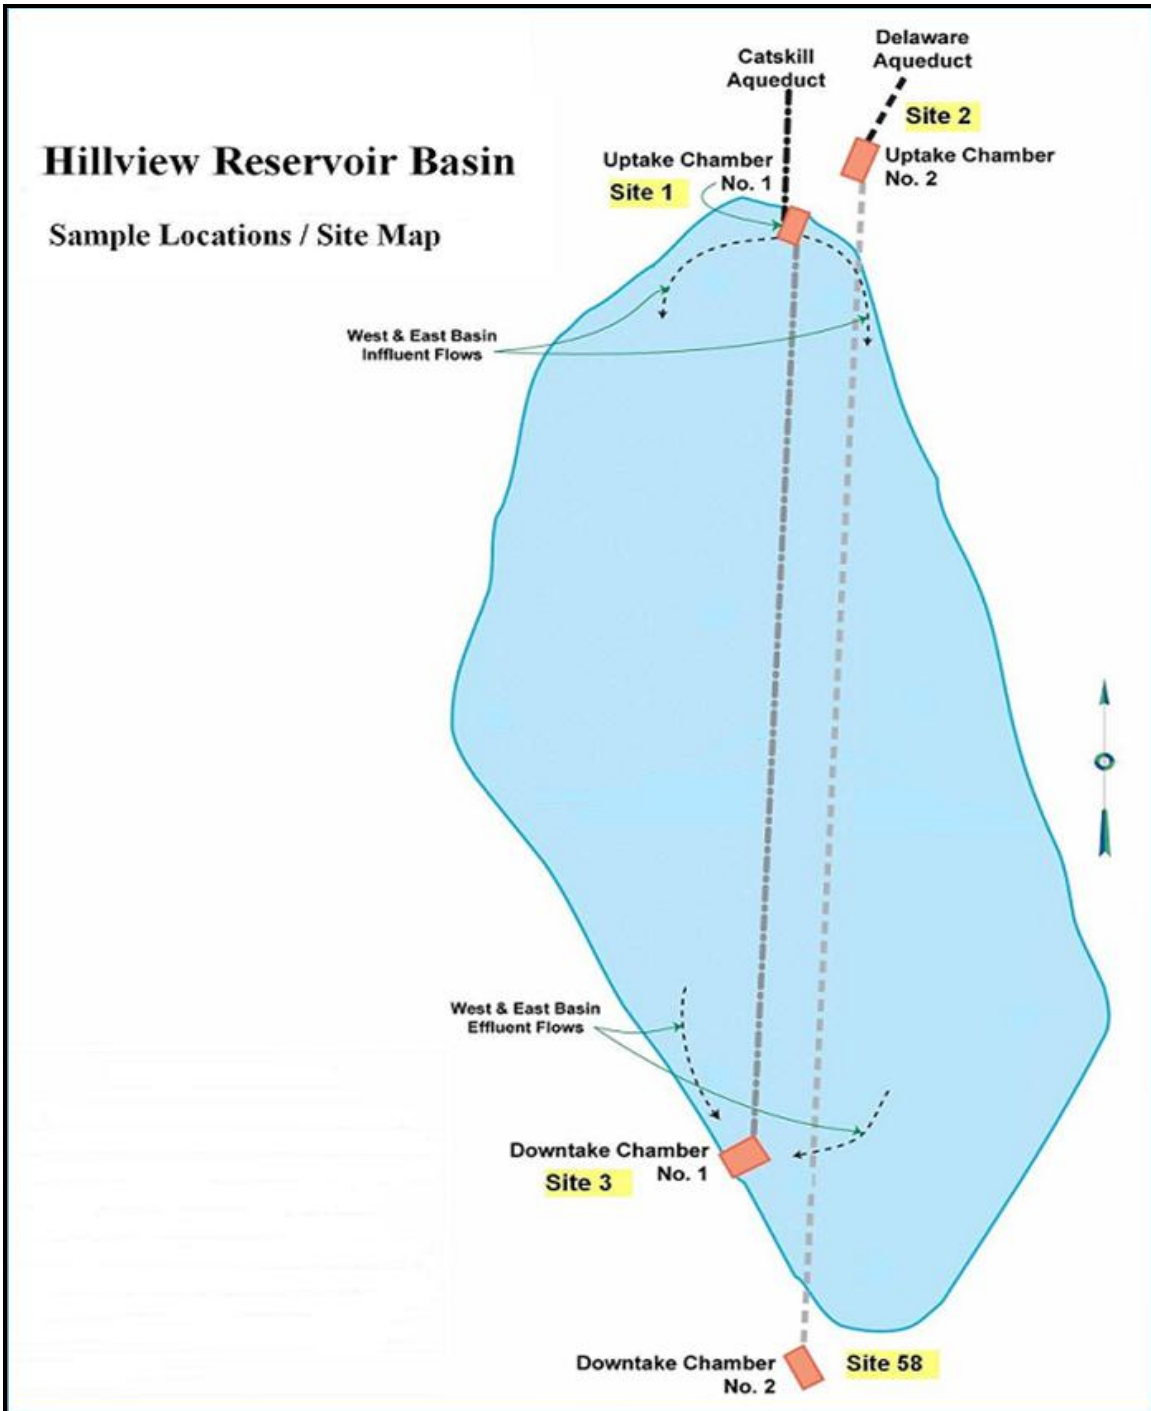 Hillview Reservoir Basin
Sample Locations / Site Map
Catskill
Aqueduct
Delaware
Aqueduct
Site 2
Uptake Chamber
No. 1
Site 1
Uptake Chamber
No. 2
West & East Basin
Inffluent Flows
West & East Basin
Effluent Flows
Downtake Chamber
No. 1
Site 3
Downtake Chamber
No. 2
Site 58